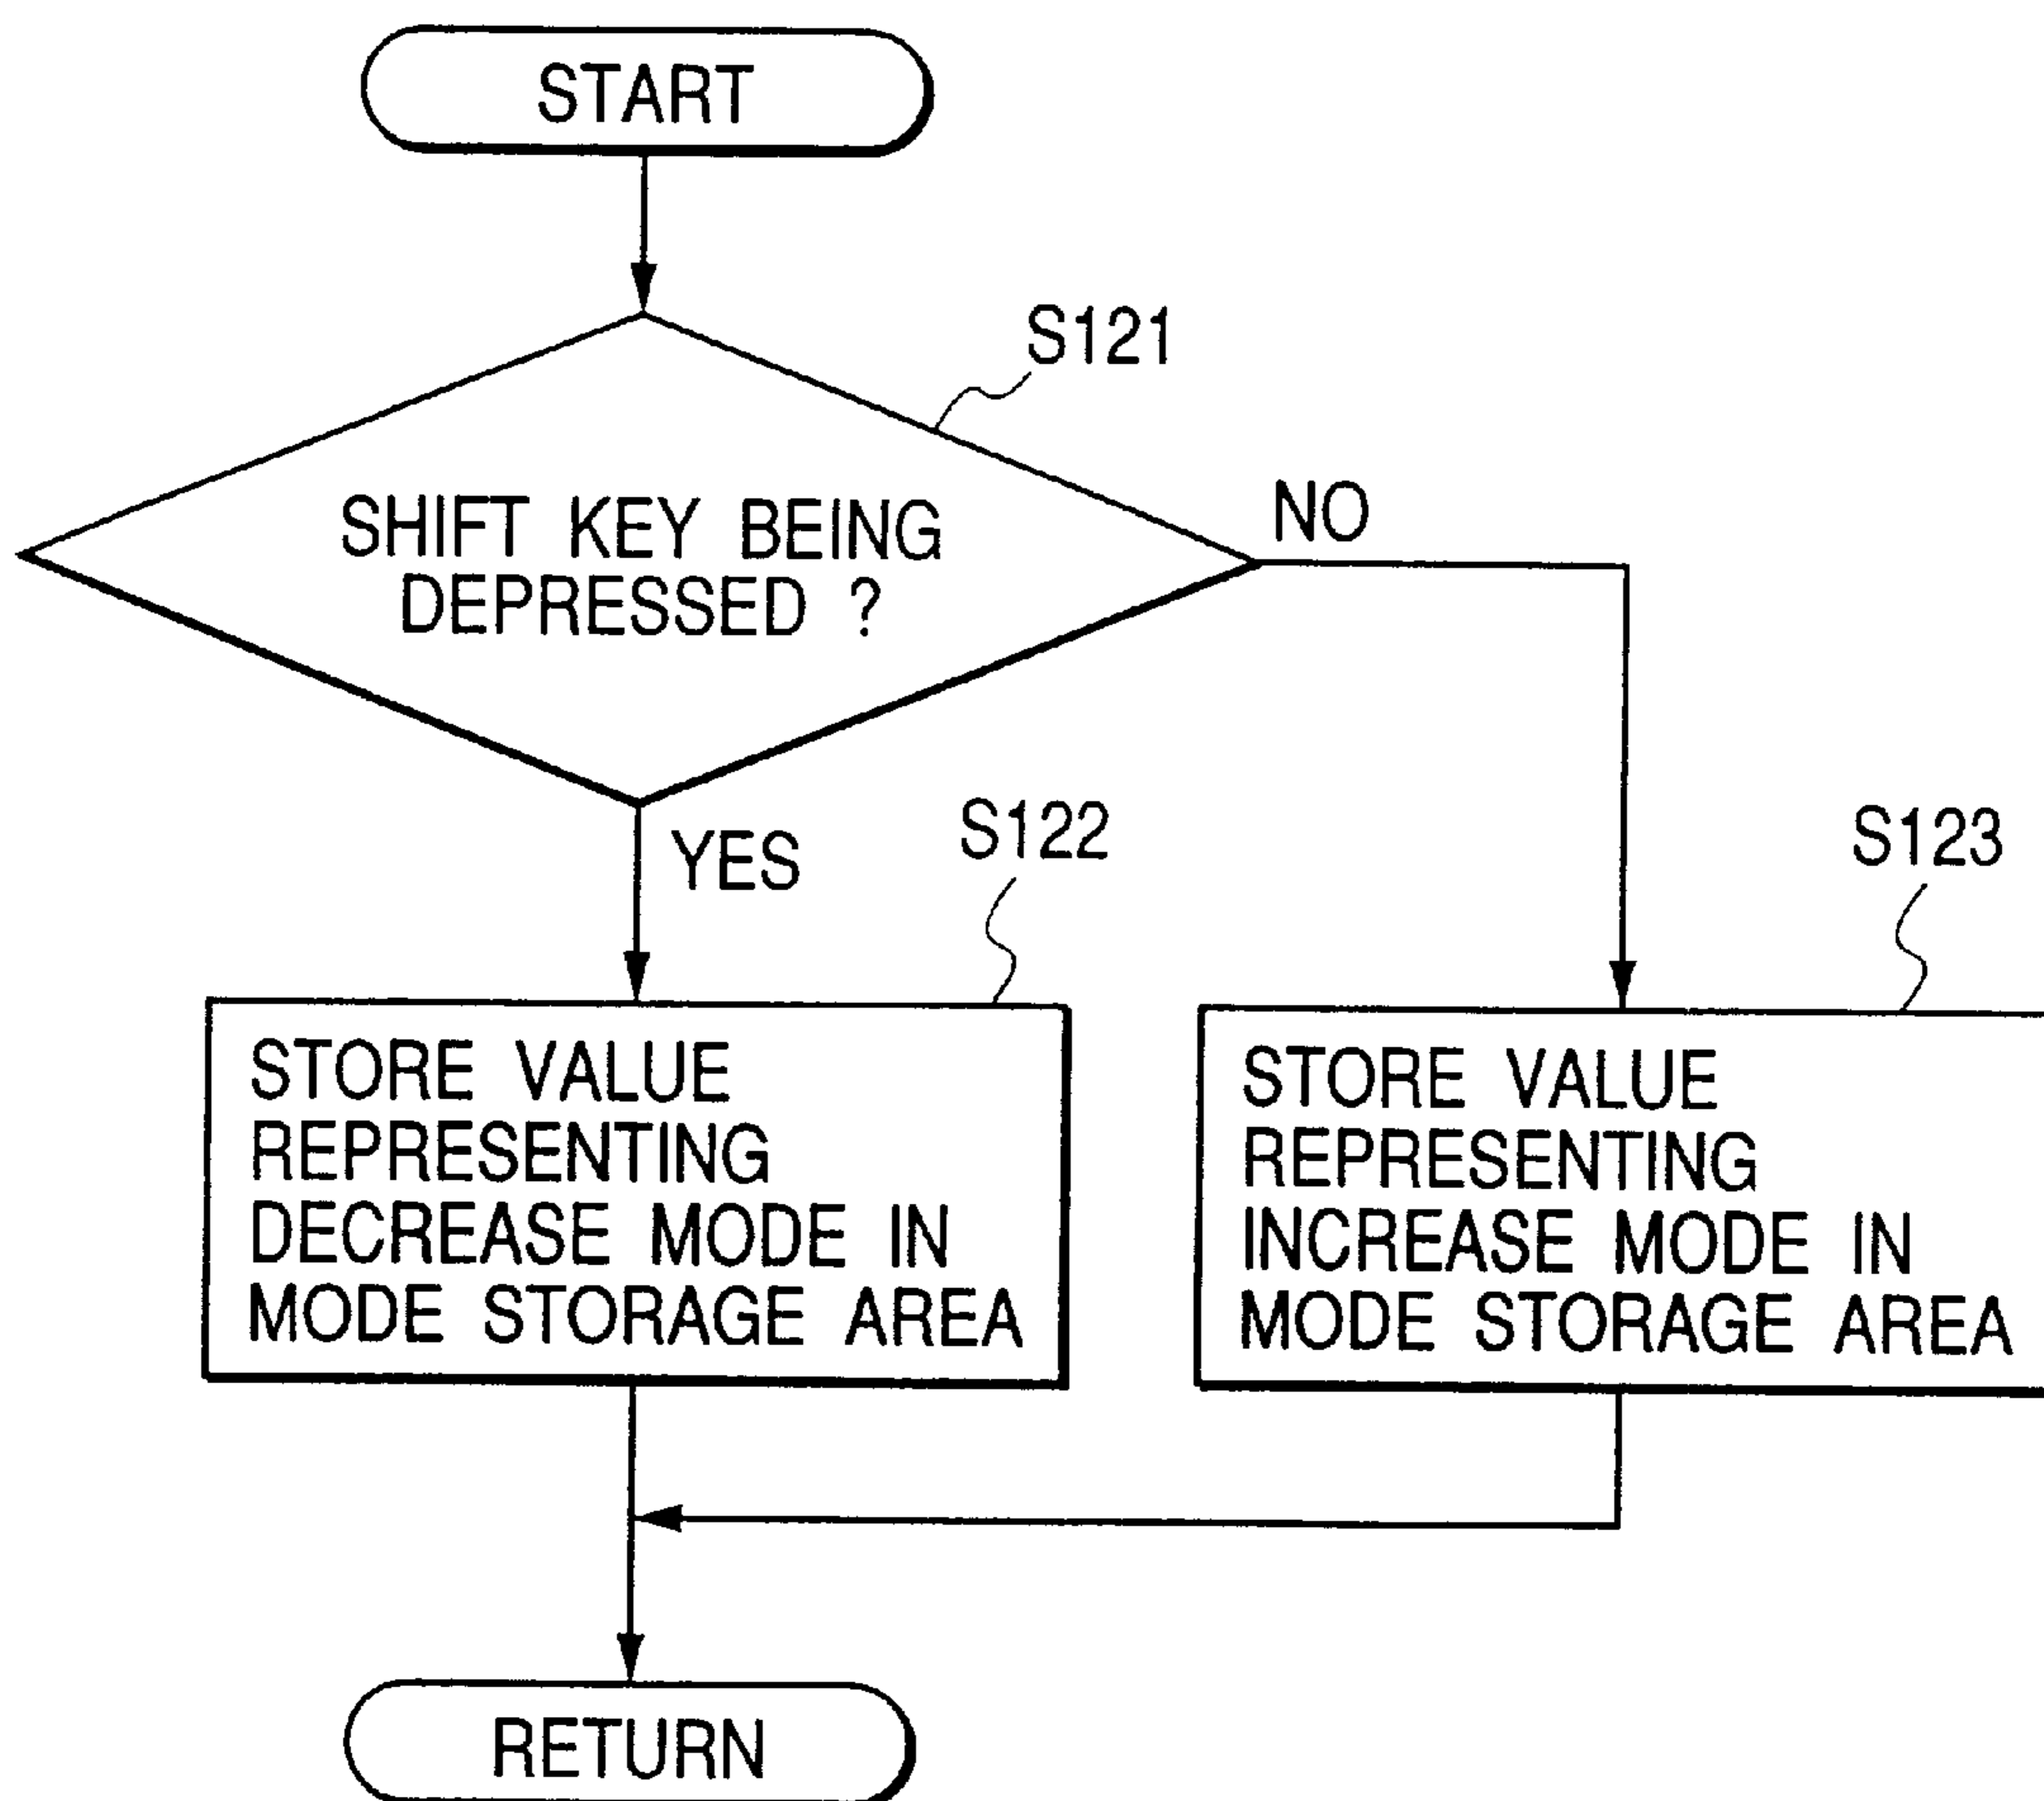 START
S121
SHIFT KEY BEING
DEPRESSED ?
NO
YES
S122
S123
STORE VALUE
REPRESENTING
DECREASE MODE IN
MODE STORAGE AREA
STORE VALUE
REPRESENTING
INCREASE MODE IN
MODE STORAGE AREA
RETURN